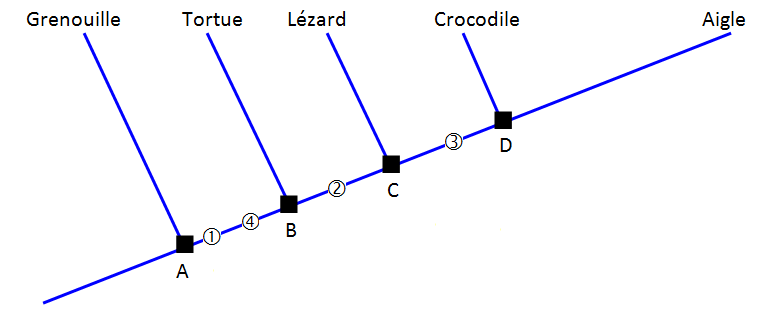 Grenouille Tortue Lézard Crocodile Aigle
③ D
② C
④ B
① A